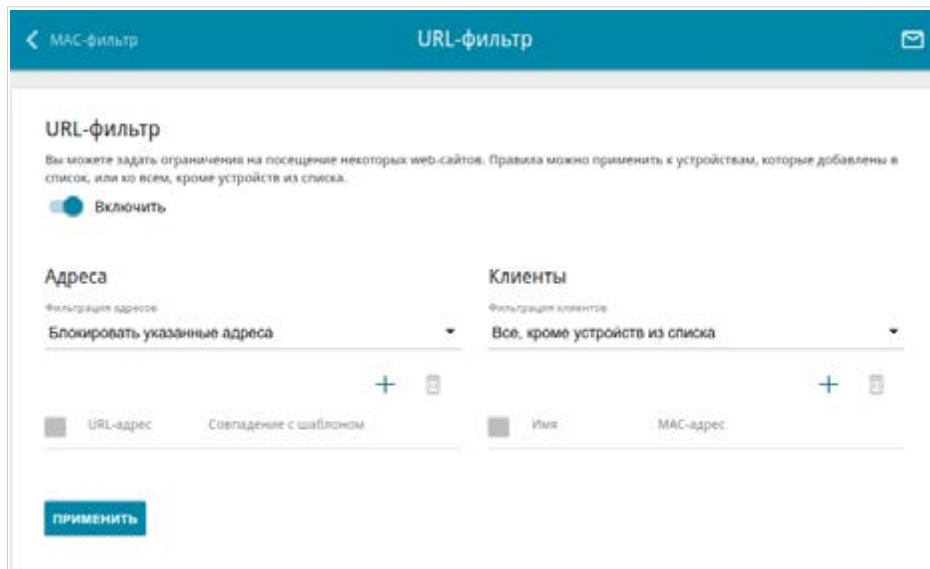 МАС-фильтр
URL-фильтр
URL-фильтр
Вы можете задать ограничения на посещение некоторых web-сайтов. Правила можно применить к устройствам, которые добавлены в
список, или ко всем, кроме устройств из списка.
Включить
Адреса
Фильтрация адресов
Блокировать указанные адреса
URL-адрес Совпадение с шаблоном
Клиенты
Фильтрация клиентов
Все, кроме устройств из списка
Имя МАС-адрес
ПРИМЕНИТЬ